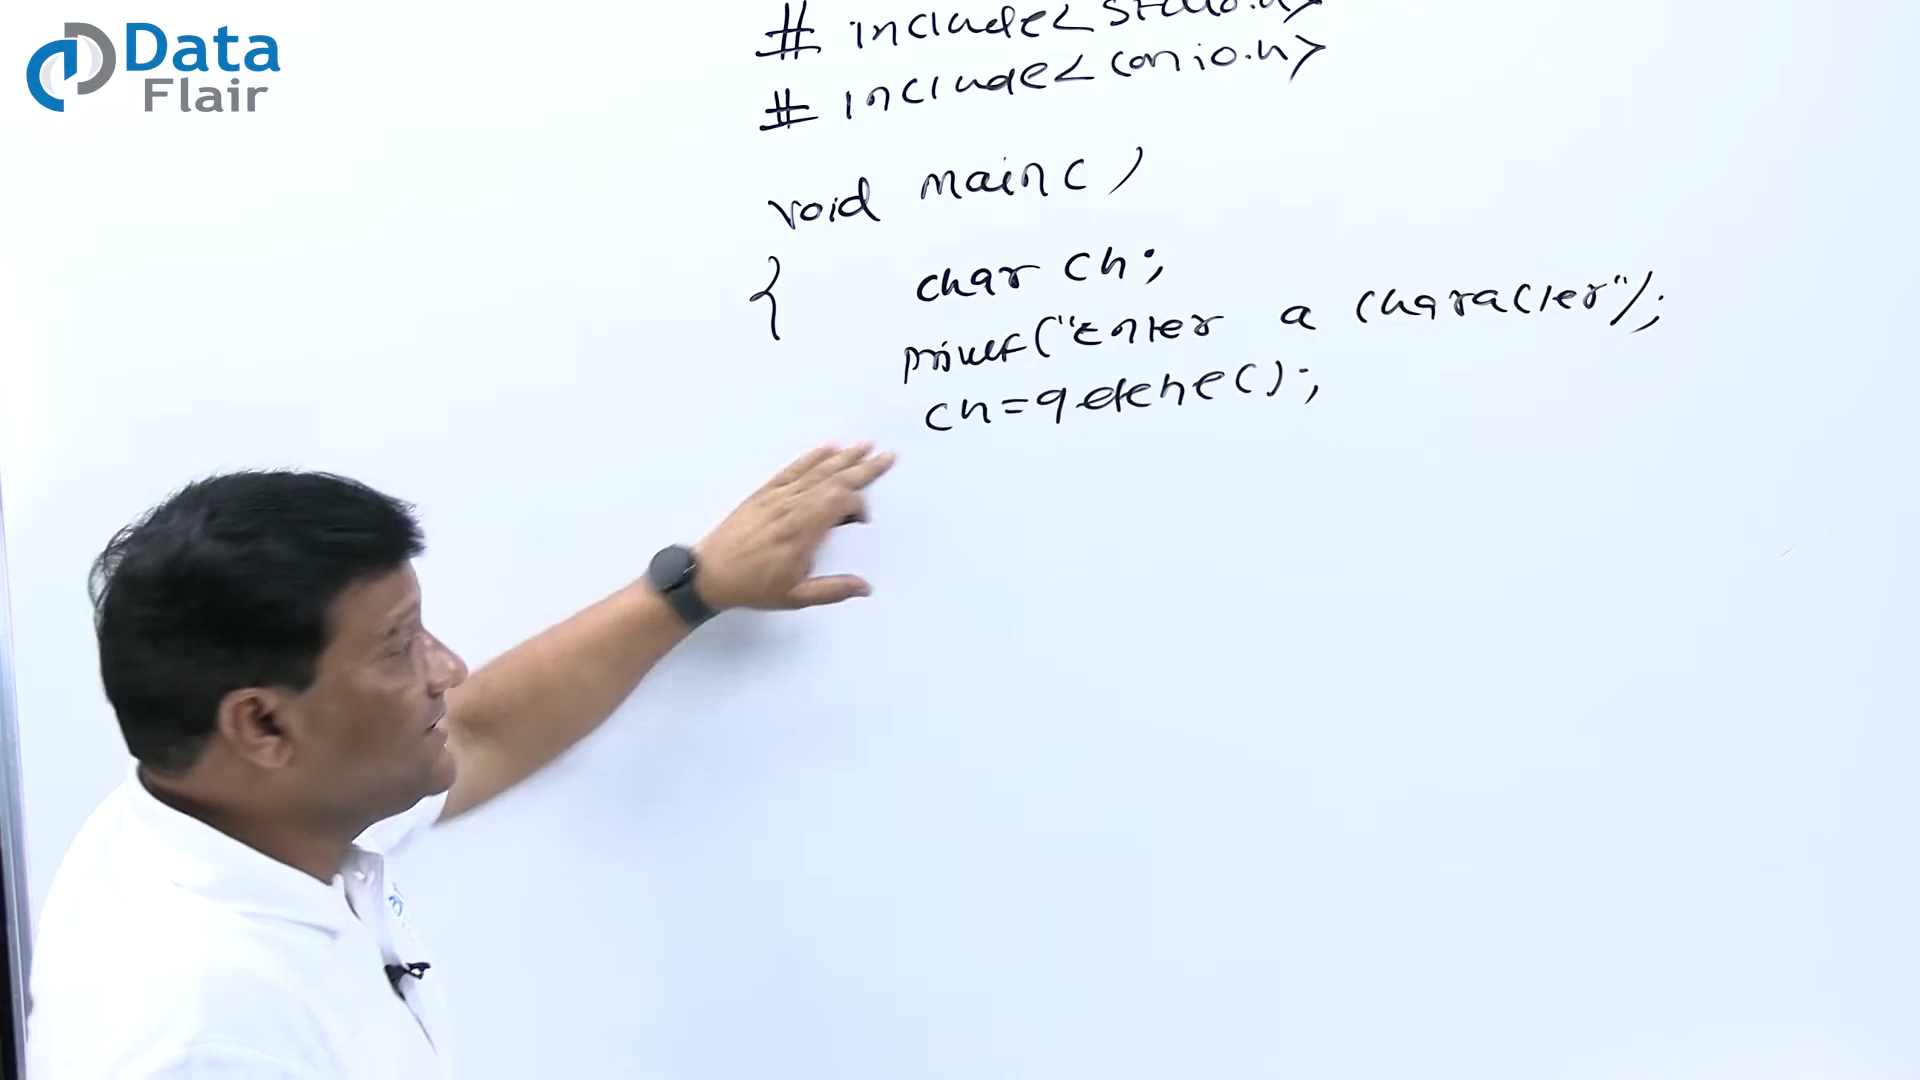 Data
Flair
# include<stdio.h>
# include<conio.h>
void main()
{ char ch;
printf("Enter a character");
ch=getche();